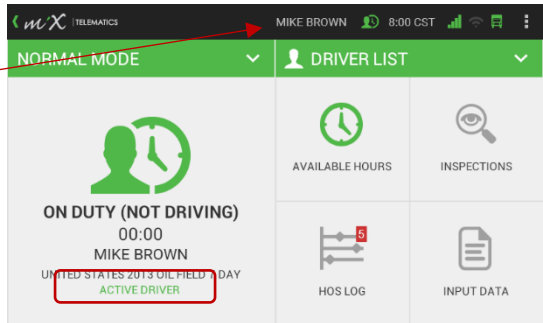 miX TELEMATICS
MIKE BROWN 8:00 CST
NORMAL MODE
DRIVER LIST
AVAILABLE HOURS
INSPECTIONS
ON DUTY (NOT DRIVING)
00:00
MIKE BROWN
UNITED STATES 2013 OIL FIELD 7 DAY
ACTIVE DRIVER
5
HOS LOG
INPUT DATA